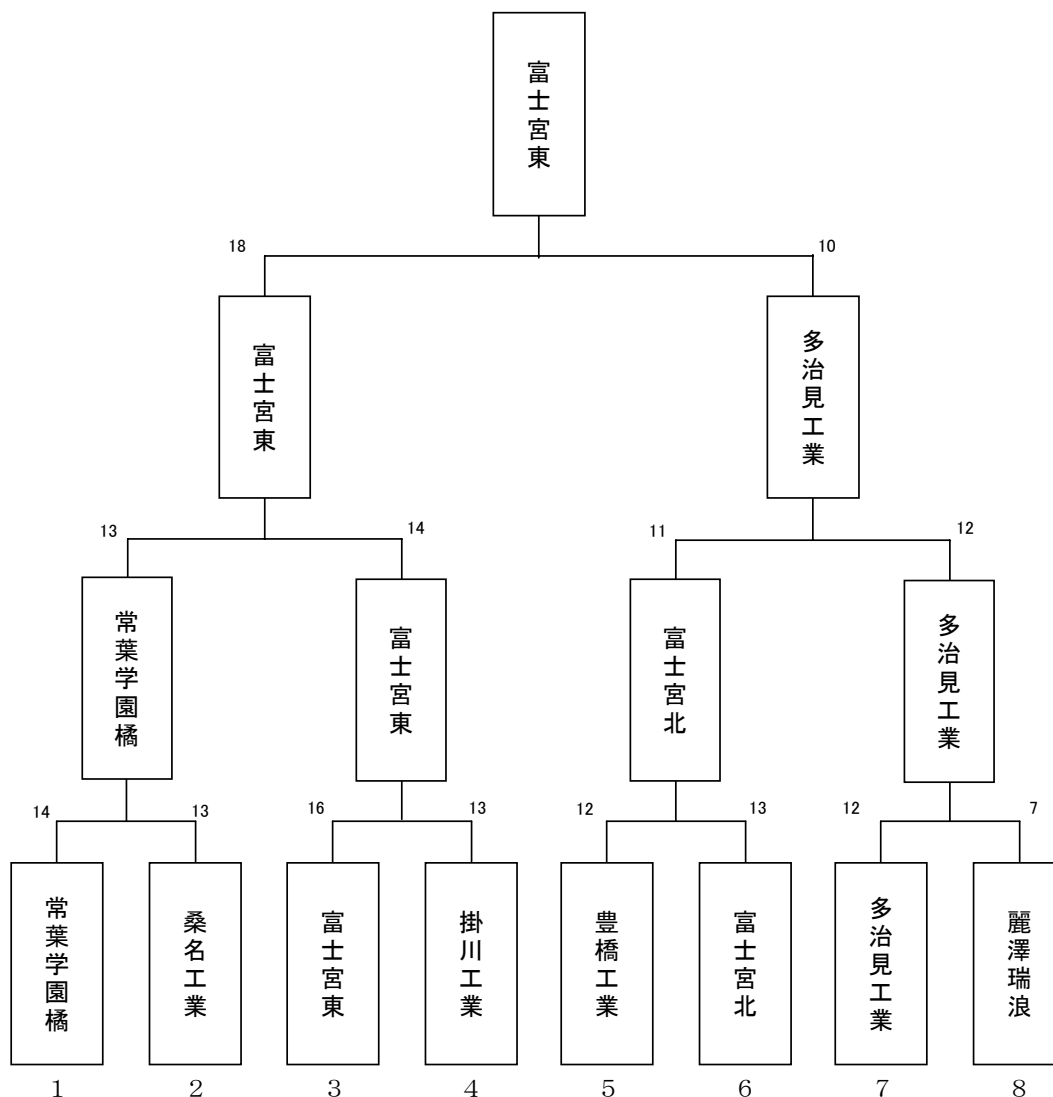 富士宮東
18
10
富士宮東
多治見工業
13
14
11
12
常葉学園橘
富士宮東
富士宮北
多治見工業
14
13
16
13
12
13
12
7
常葉学園橘
桑名工業
富士宮東
掛川工業
豊橋工業
富士宮北
多治見工業
麗澤瑞浪
1
2
3
4
5
6
7
8